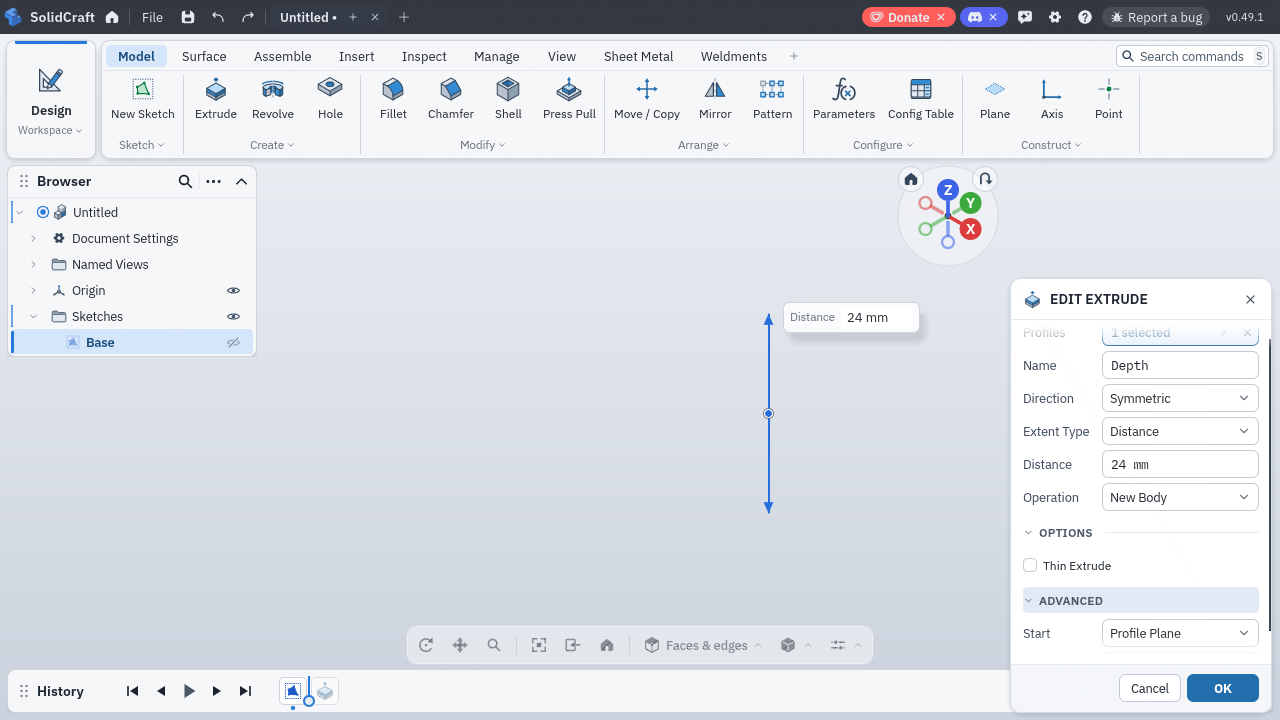 SolidCraft File Untitled • Donate Report a bug v0.49.1
Design
Workspace
Model Surface Assemble Insert Inspect Manage View Sheet Metal Weldments Search commands S
New Sketch Extrude Revolve Hole Fillet Chamfer Shell Press Pull Move / Copy Mirror Pattern Parameters Config Table Plane Axis Point
Sketch Create Modify Arrange Configure Construct
Browser
Untitled
Document Settings
Named Views
Origin
Sketches
Base
Z
Y
X
Distance 24 mm
EDIT EXTRUDE
Profiles 1 selected
Name Depth
Direction Symmetric
Extent Type Distance
Distance 24 mm
Operation New Body
OPTIONS
Thin Extrude
ADVANCED
Start Profile Plane
Cancel OK
Faces & edges
History